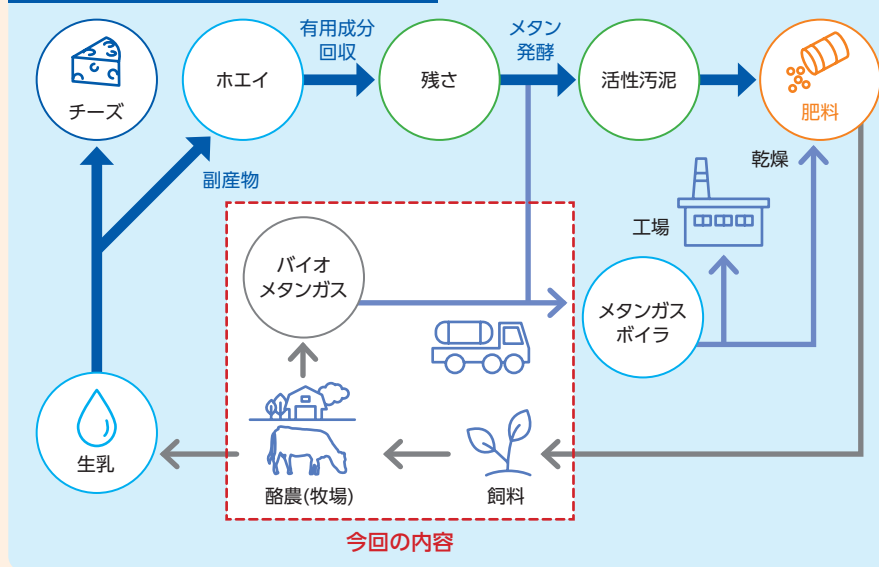 有用成分
回収
メタン
発酵
チーズ
ホエイ
残さ
活性汚泥
肥料
副産物
乾燥
工場
バイオ
メタンガス
メタンガス
ボイラ
生乳
酪農(牧場)
飼料
今回の内容